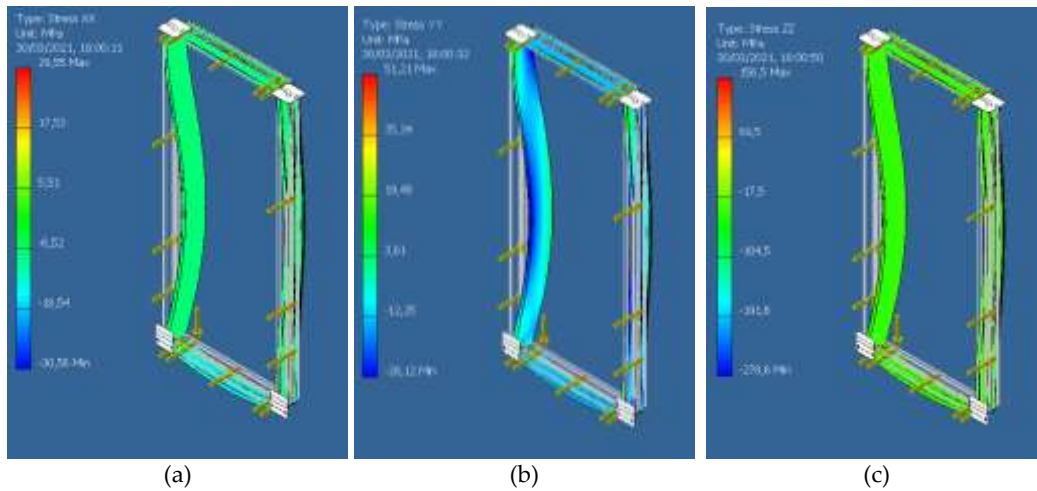 Type: Stress XX
Unit: MPa
30/03/2021, 18:00:11
29,55 Max
17,53
5,51
-6,52
-18,54
-30,56 Min
Type: Stress YY
Unit: MPa
30/03/2021, 18:00:32
51,21 Max
35,34
19,48
3,61
-12,25
-28,12 Min
Type: Stress ZZ
Unit: MPa
30/03/2021, 18:00:50
156,5 Max
69,5
-17,5
-104,5
-191,6
-278,6 Min
(a)
(b)
(c)